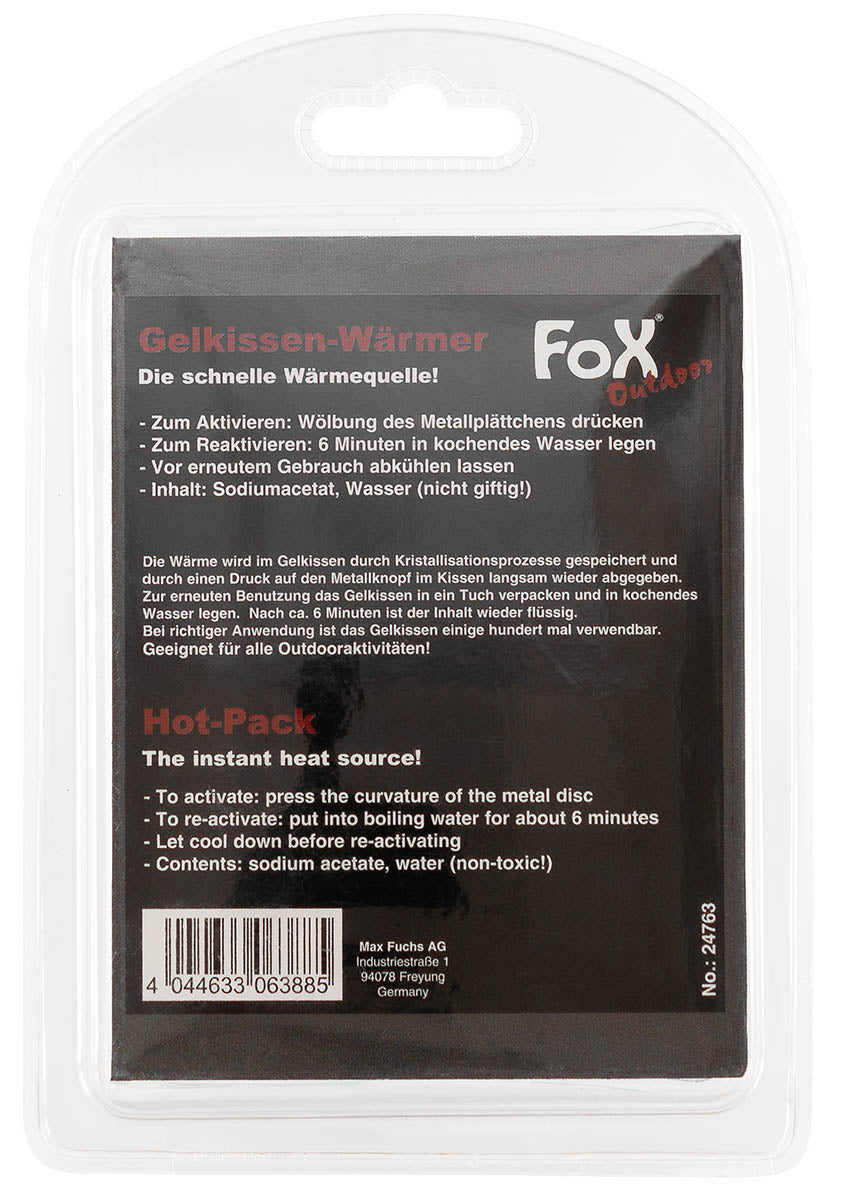 Gelkissen-Wärmer
FoX®
Outdoor
Die schnelle Wärmequelle!
- Zum Aktivieren: Wölbung des Metallplättchens drücken
- Zum Reaktivieren: 6 Minuten in kochendes Wasser legen
- Vor erneutem Gebrauch abkühlen lassen
- Inhalt: Sodiumacetat, Wasser (nicht giftig!)
Die Wärme wird im Gelkissen durch Kristallisationsprozesse gespeichert und
durch einen Druck auf den Metallknopf im Kissen langsam wieder abgegeben.
Zur erneuten Benutzung das Gelkissen in ein Tuch verpacken und in kochendes
Wasser legen. Nach ca. 6 Minuten ist der Inhalt wieder flüssig.
Bei richtiger Anwendung ist das Gelkissen einige hundert mal verwendbar.
Geeignet für alle Outdooraktivitäten!
Hot-Pack
The instant heat source!
- To activate: press the curvature of the metal disc
- To re-activate: put into boiling water for about 6 minutes
- Let cool down before re-activating
- Contents: sodium acetate, water (non-toxic!)
4 044633 063885
Max Fuchs AG
Industriestraße 1
94078 Freyung
Germany
No.: 24763